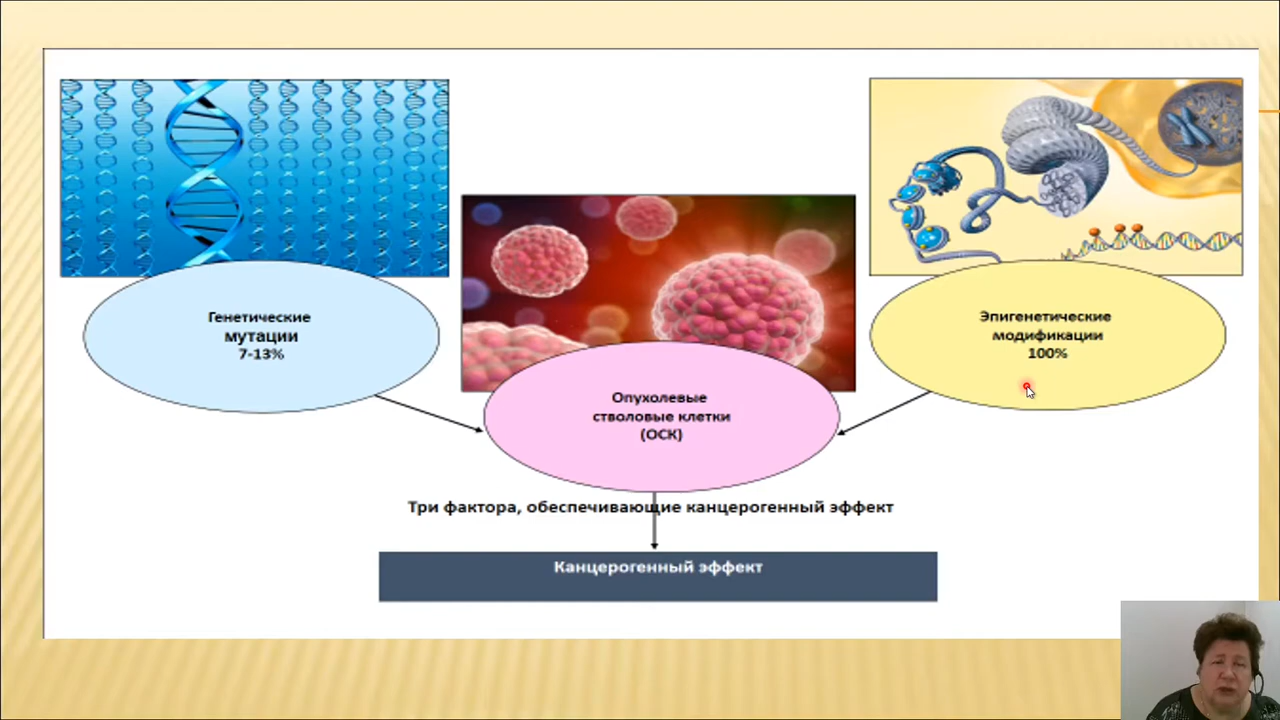 Генетические
мутации
7-13%
Эпигенетические
модификации
100%
Опухолевые
стволовые клетки
(ОСК)
Три фактора, обеспечивающие канцерогенный эффект
Канцерогенный эффект